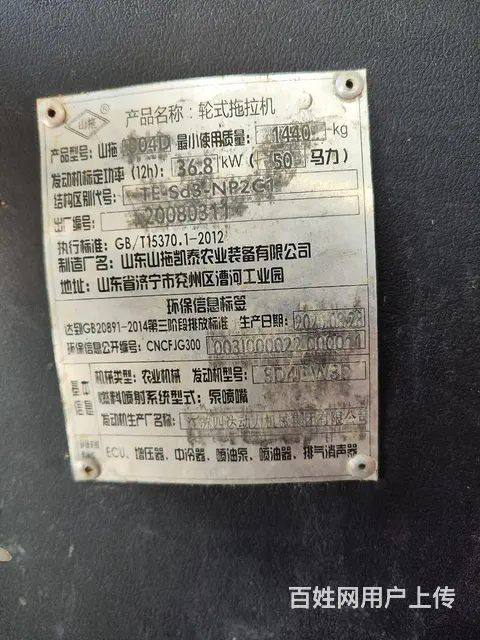 山拖®
产品名称：轮式拖拉机
产品型号：山拖 504D 最小使用质量：1440 kg
发动机标定功率（12h）：36.8 kW（50 马力）
结构区别代号：
出厂编号：20080311
执行标准：GB/T15370.1-2012
制造厂名：山东山拖凯泰农业装备有限公司
地址：山东省济宁市兖州区漕河工业园
环保信息标签
达到GB20891-2014第三阶段排放标准 生产日期：
环保信息公开编号：CNCFJG300
基本信息
机械类型：农业机械 发动机型号：
燃料喷射系统型式：泵喷嘴
发动机生产厂名称：
ECU、增压器、中冷器、喷油泵、喷油器、排气消声器
百姓网用户上传